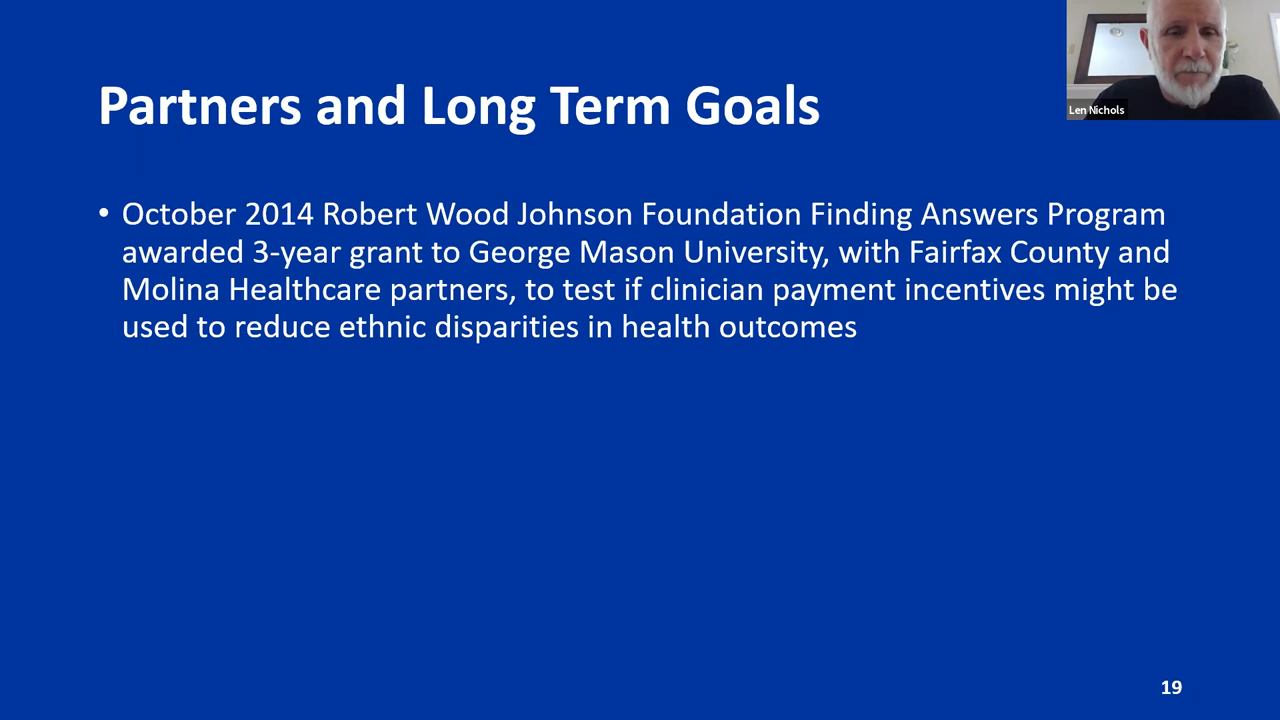 Len Nichols
Partners and Long Term Goals
• October 2014 Robert Wood Johnson Foundation Finding Answers Program
awarded 3-year grant to George Mason University, with Fairfax County and
Molina Healthcare partners, to test if clinician payment incentives might be
used to reduce ethnic disparities in health outcomes
19